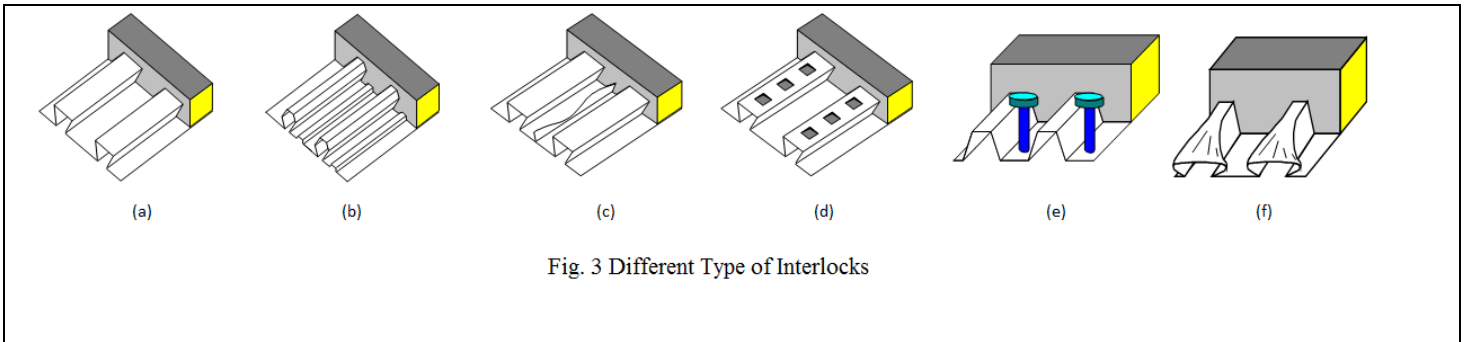 (a) (b) (c) (d) (e) (f)
Fig. 3 Different Type of Interlocks